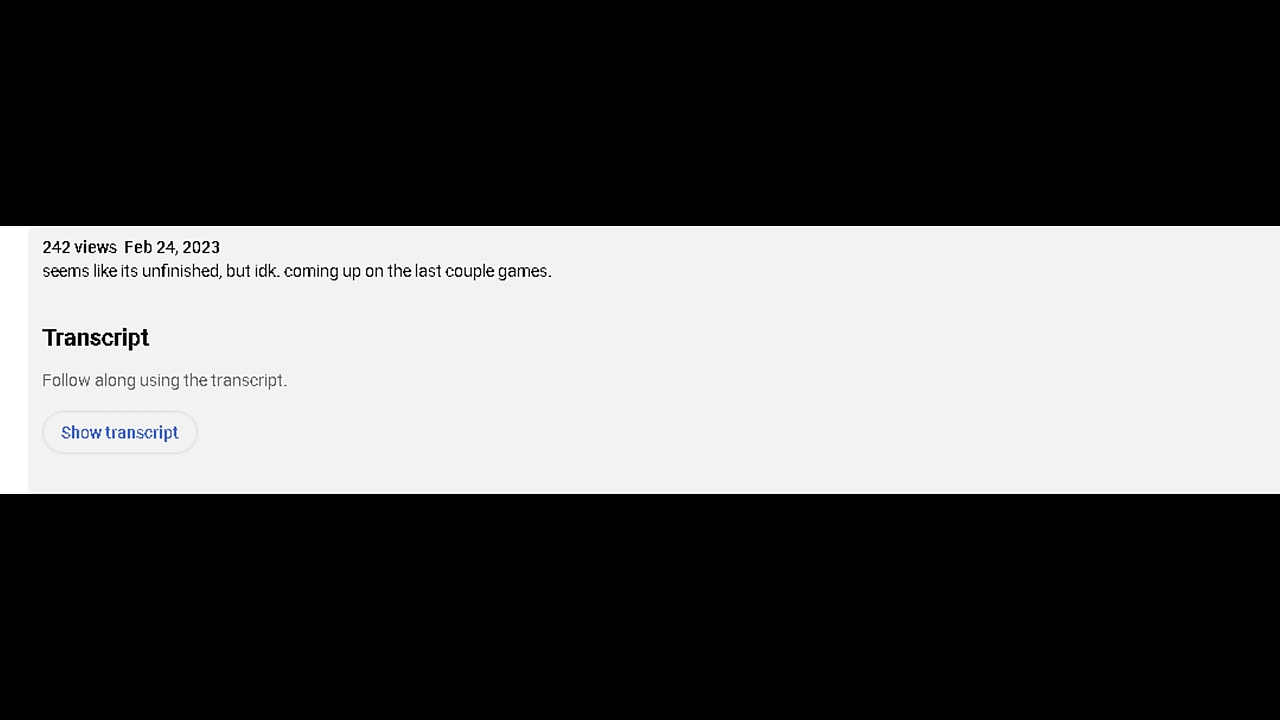 242 views Feb 24, 2023
seems like its unfinished, but idk. coming up on the last couple games.
Transcript
Follow along using the transcript.
Show transcript